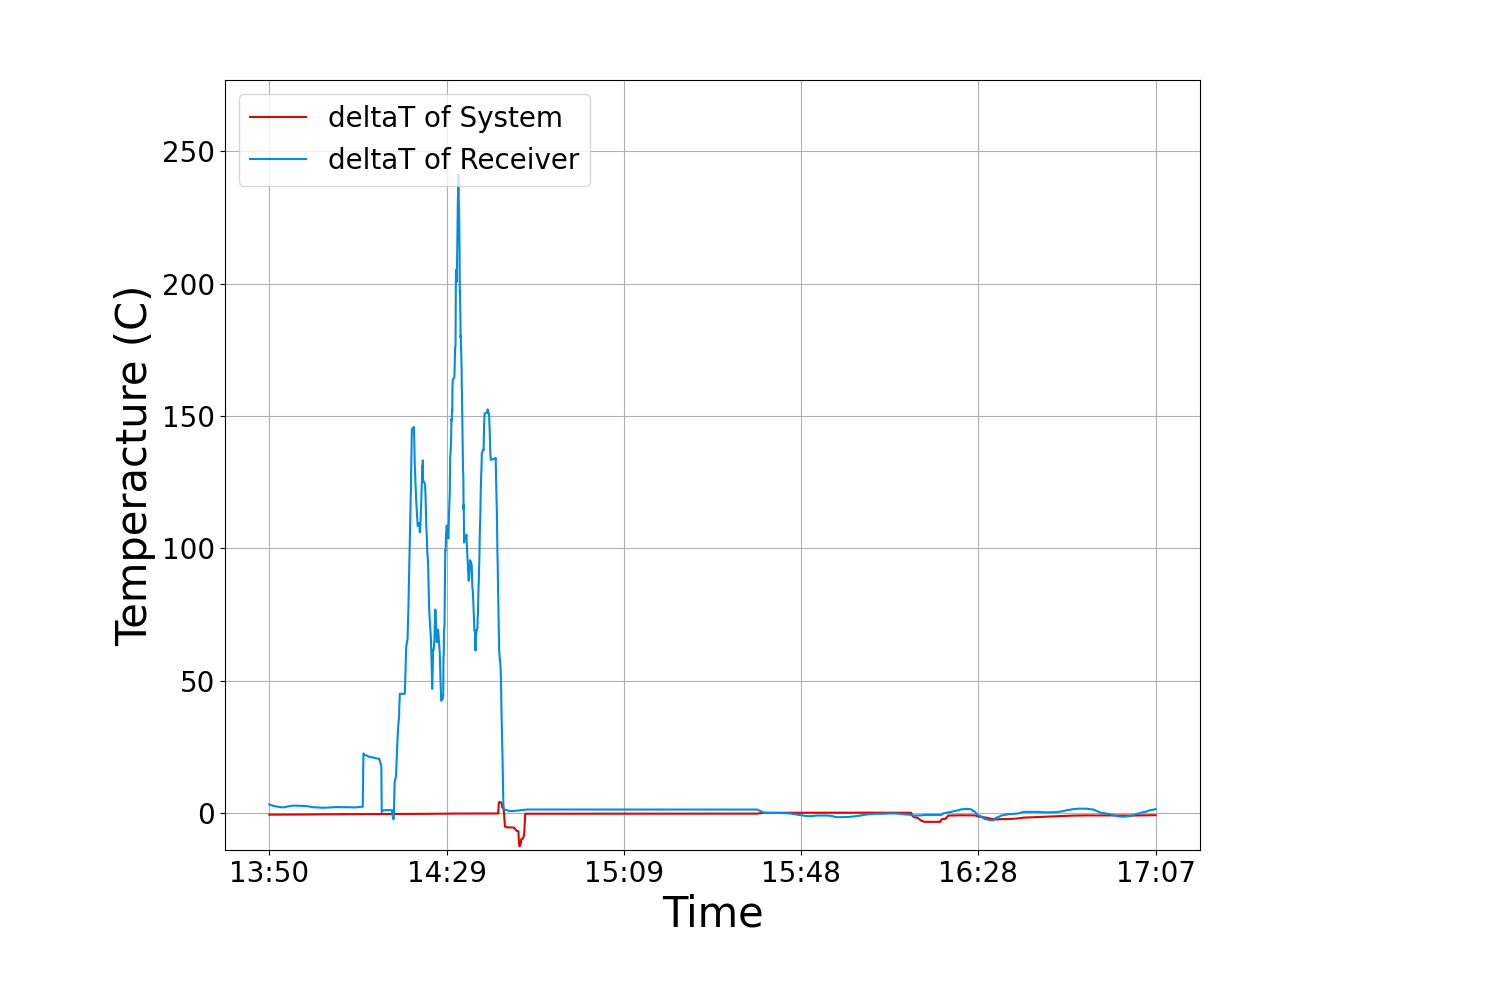 deltaT of System
deltaT of Receiver
250
200
150
100
50
0
Temperacture (C)
13:50 14:29 15:09 15:48 16:28 17:07
Time